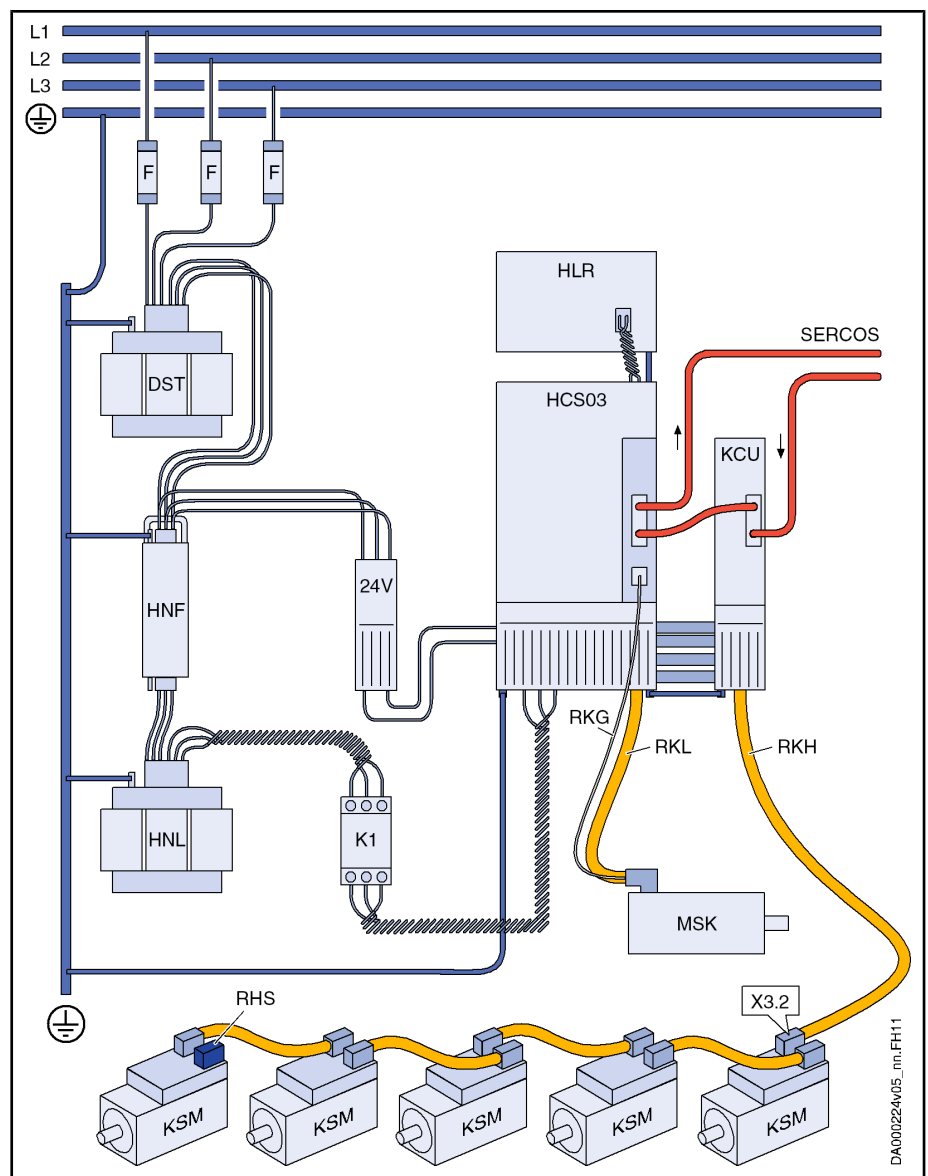 L1
L2
L3
F F F
HLR
SERCOS
DST
HCS03
KCU
24V
HNF
RKG
RKL
RKH
HNL
K1
MSK
RHS
X3.2
KSM KSM KSM KSM KSM
DA000224v05_nn.FH11